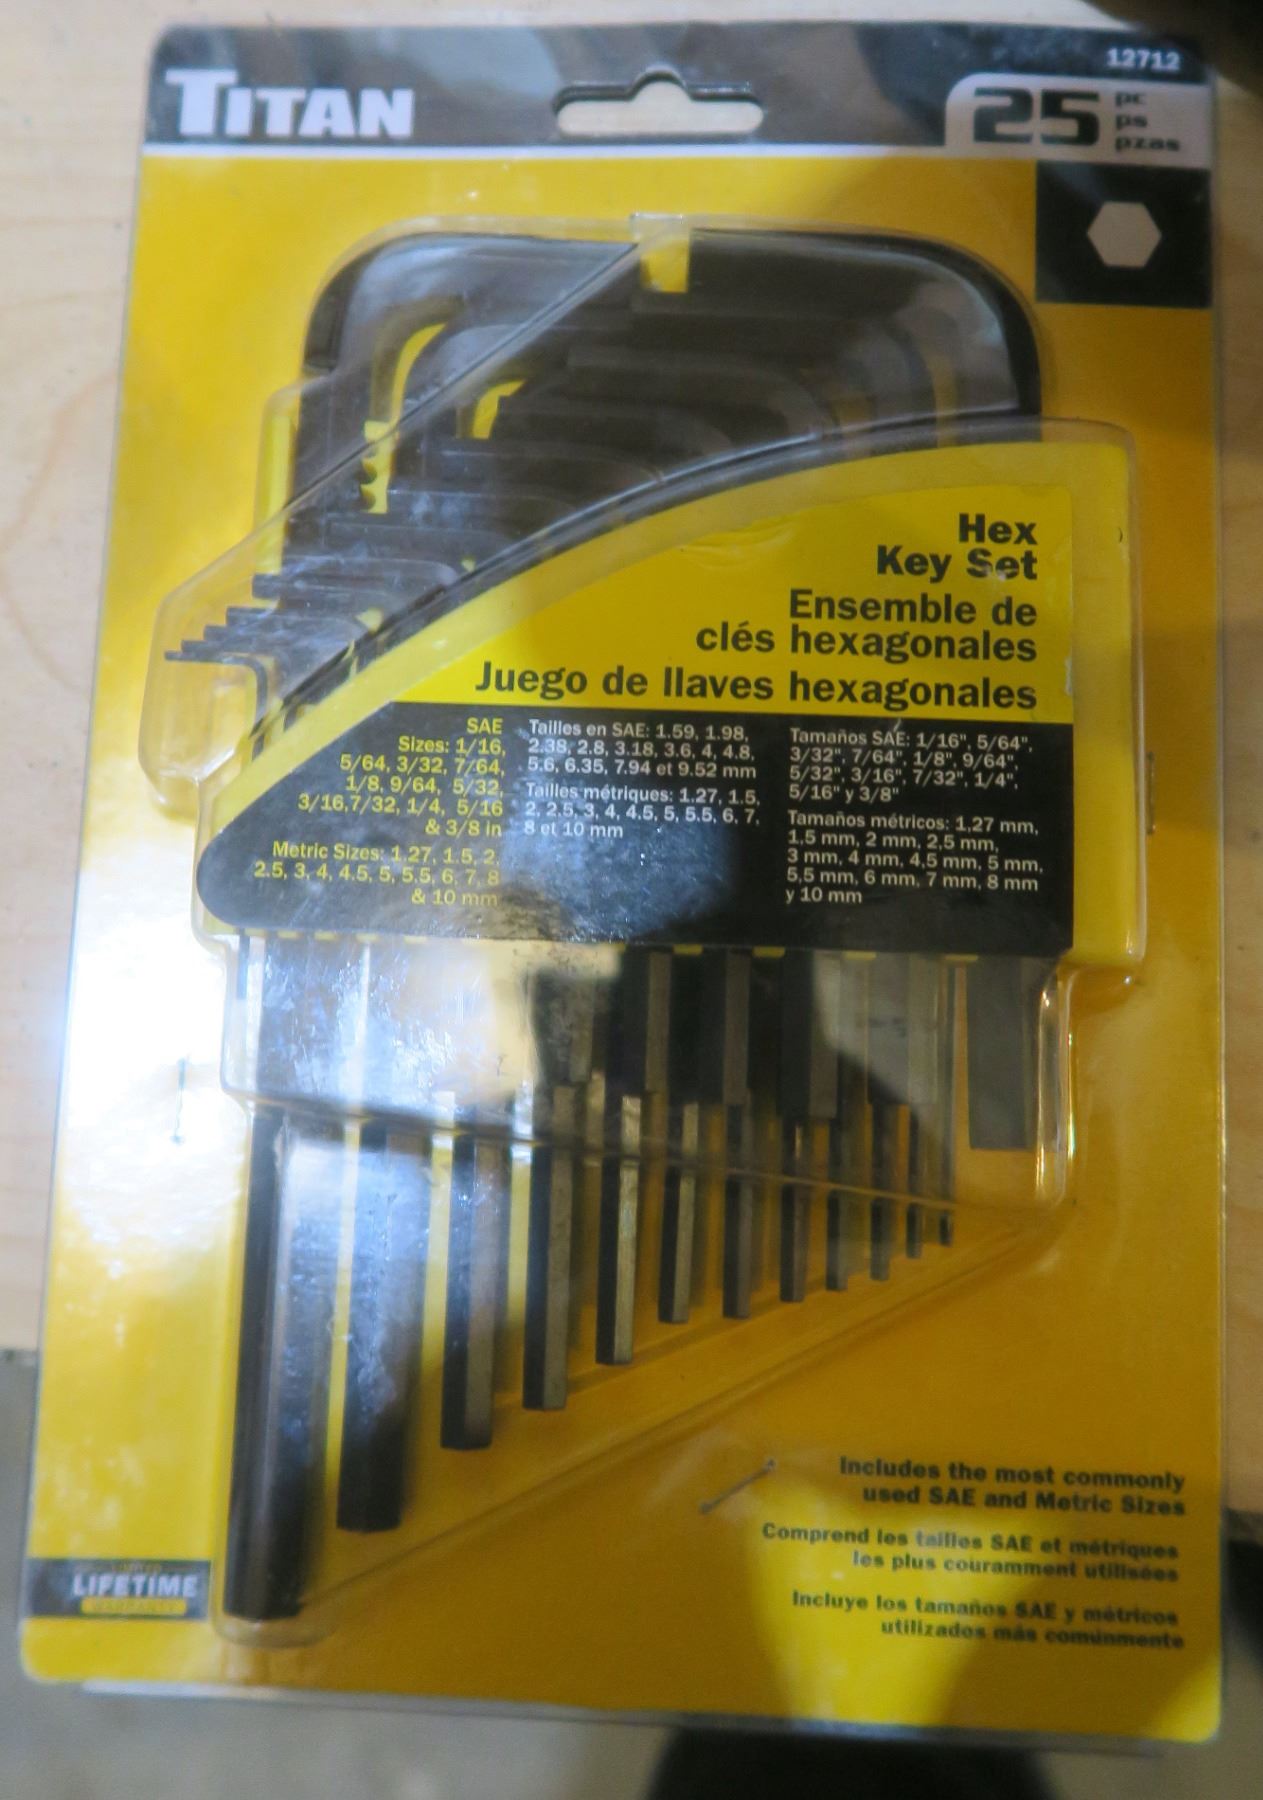 TITAN
12712
25 pc
ps
pzas
Hex
Key Set
Ensemble de
clés hexagonales
Juego de llaves hexagonales
SAE
Sizes: 1/16,
5/64, 3/32, 7/64,
1/8, 9/64, 5/32,
3/16,7/32, 1/4, 5/16
& 3/8 in
Metric Sizes: 1.27, 1.5, 2,
2.5, 3, 4, 4.5, 5, 5.5, 6, 7, 8
& 10 mm
Tailles en SAE: 1.59, 1.98,
2.38, 2.8, 3.18, 3.6, 4, 4.8,
5.6, 6.35, 7.94 et 9.52 mm
Tailles métriques: 1.27, 1.5,
2, 2.5, 3, 4, 4.5, 5, 5.5, 6, 7,
8 et 10 mm
Tamaños SAE: 1/16", 5/64",
3/32", 7/64", 1/8", 9/64",
5/32", 3/16", 7/32", 1/4",
5/16" y 3/8"
Tamaños métricos: 1,27 mm,
1,5 mm, 2 mm, 2,5 mm,
3 mm, 4 mm, 4,5 mm, 5 mm,
5,5 mm, 6 mm, 7 mm, 8 mm
y 10 mm
Includes the most commonly
used SAE and Metric Sizes
Comprend les tailles SAE et métriques
les plus couramment utilisées
Incluye los tamaños SAE y métricos
utilizados más comúnmente
LIFETIME
WARRANTY